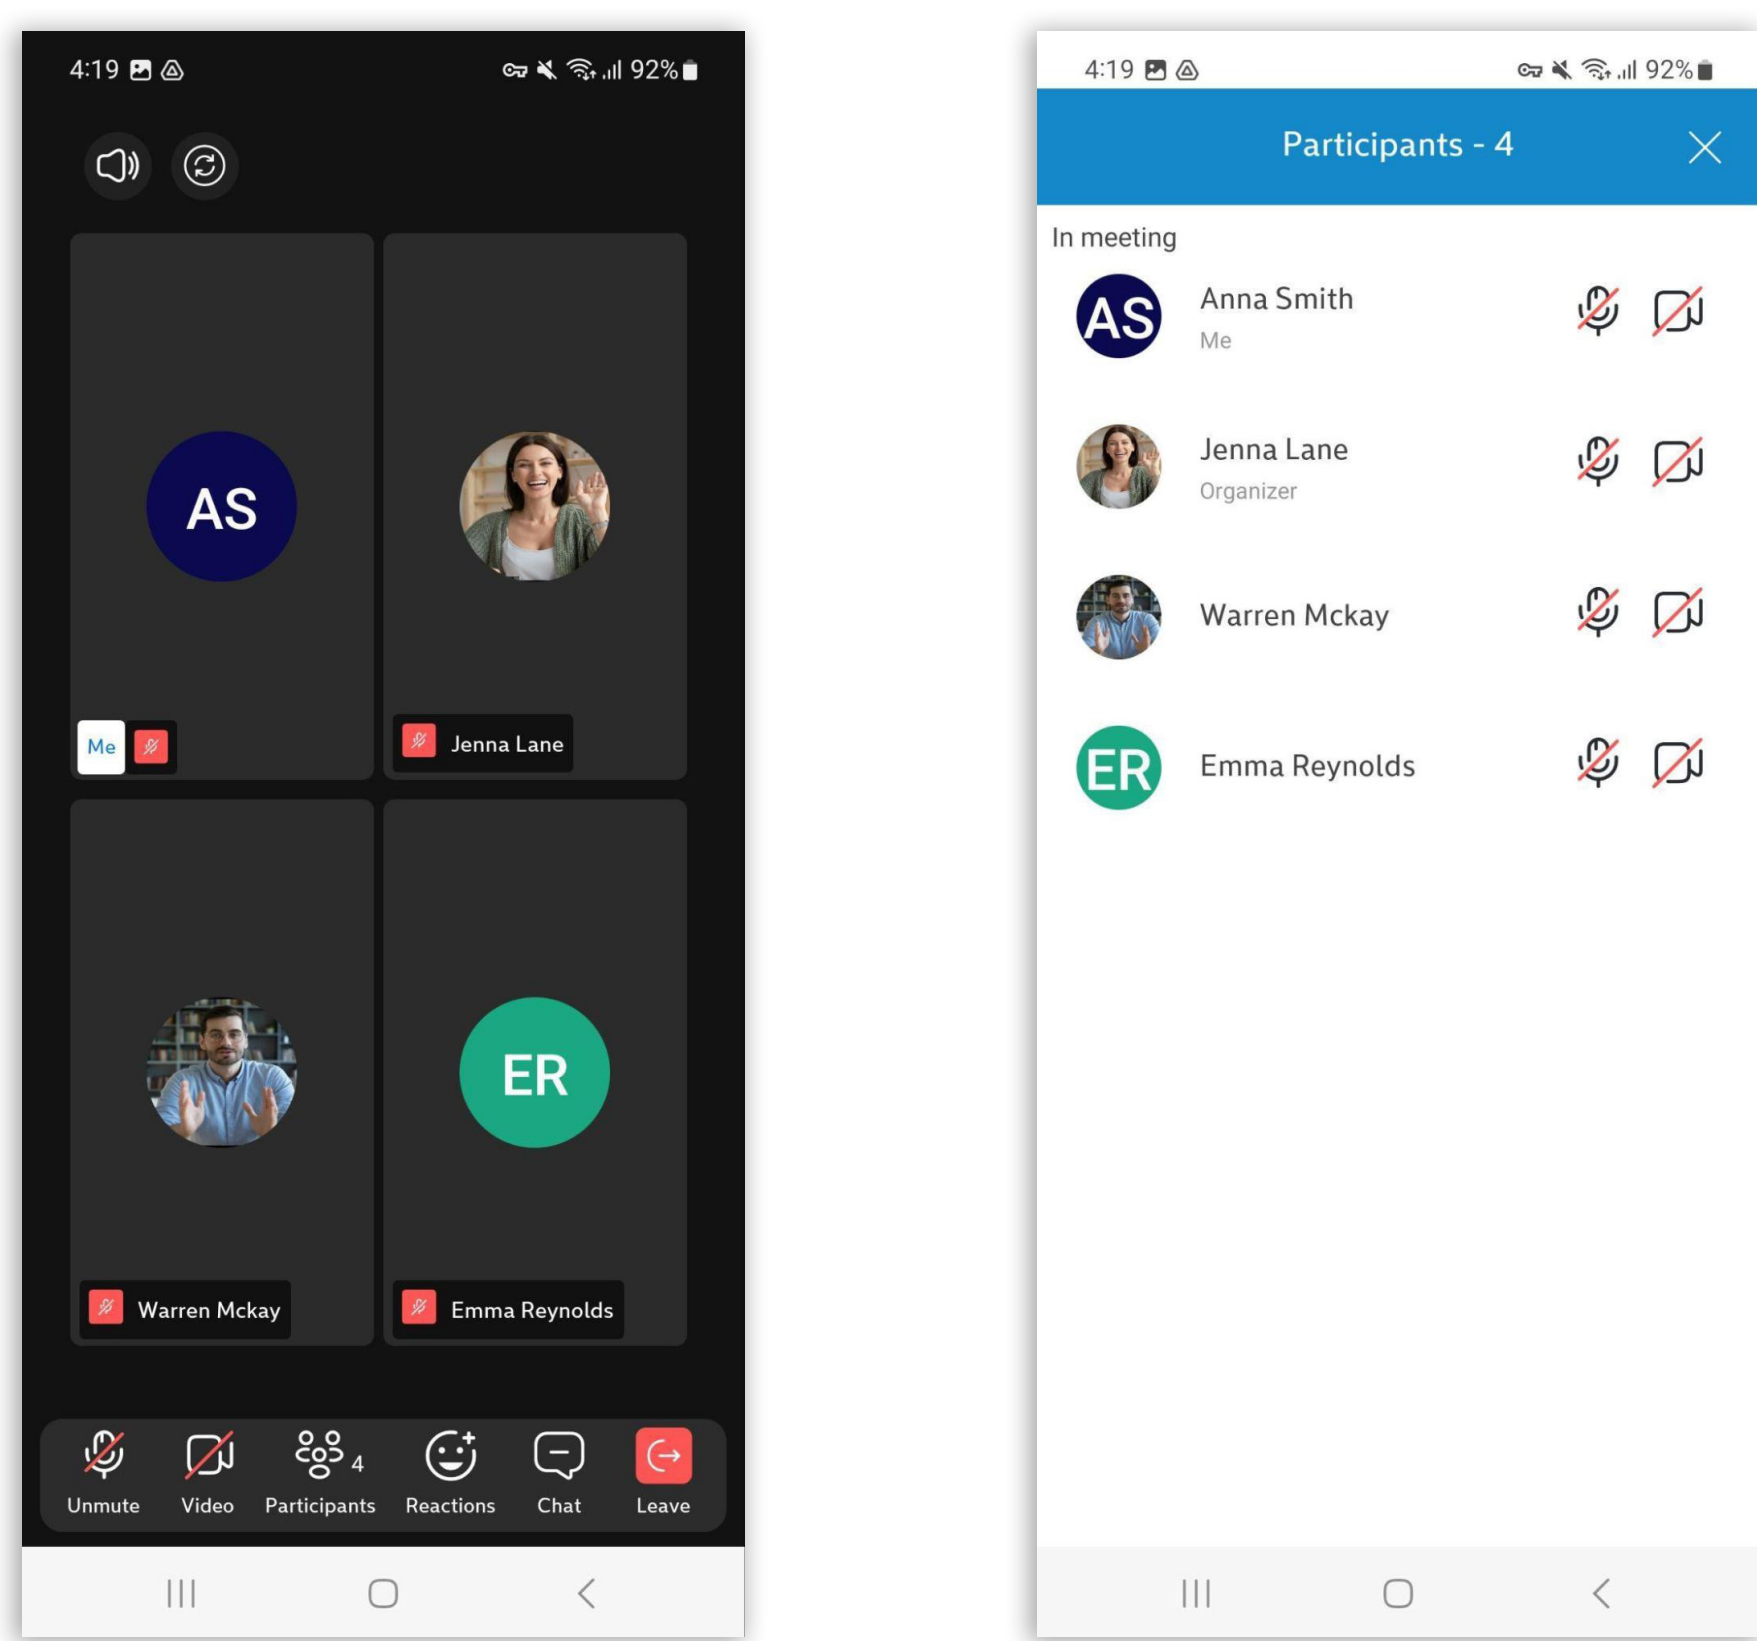 4:19 92%
AS
Me
Jenna Lane
ER
Warren Mckay
Emma Reynolds
4
Unmute Video Participants Reactions Chat Leave
4:19 92%
Participants - 4
In meeting
AS
Anna Smith
Me
Jenna Lane
Organizer
Warren Mckay
ER
Emma Reynolds